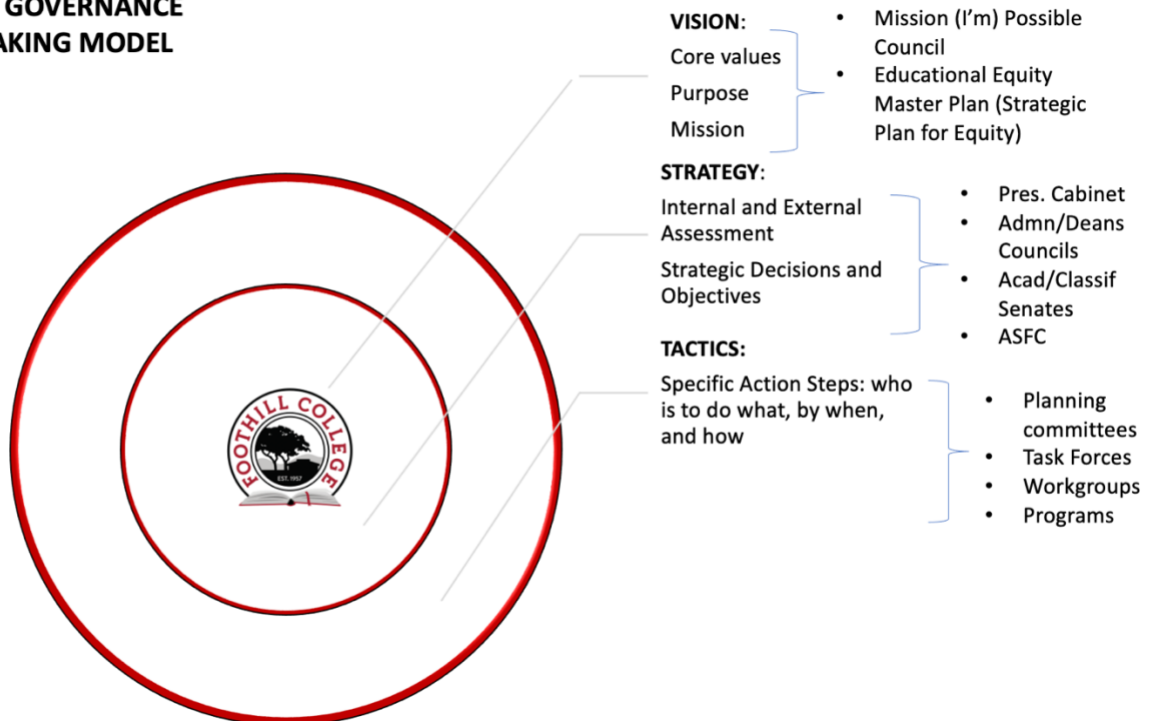 GOVERNANCE
AKING MODEL
VISION:
Core values
Purpose
Mission
• Mission (I'm) Possible
Council
• Educational Equity
Master Plan (Strategic
Plan for Equity)
STRATEGY:
Internal and External
Assessment
Strategic Decisions and
Objectives
• Pres. Cabinet
• Admn/Deans
Councils
• Acad/Classif
Senates
• ASFC
TACTICS:
Specific Action Steps: who
is to do what, by when,
and how
• Planning
committees
• Task Forces
• Workgroups
• Programs
FOOTHILL COLLEGE
EST. 1957